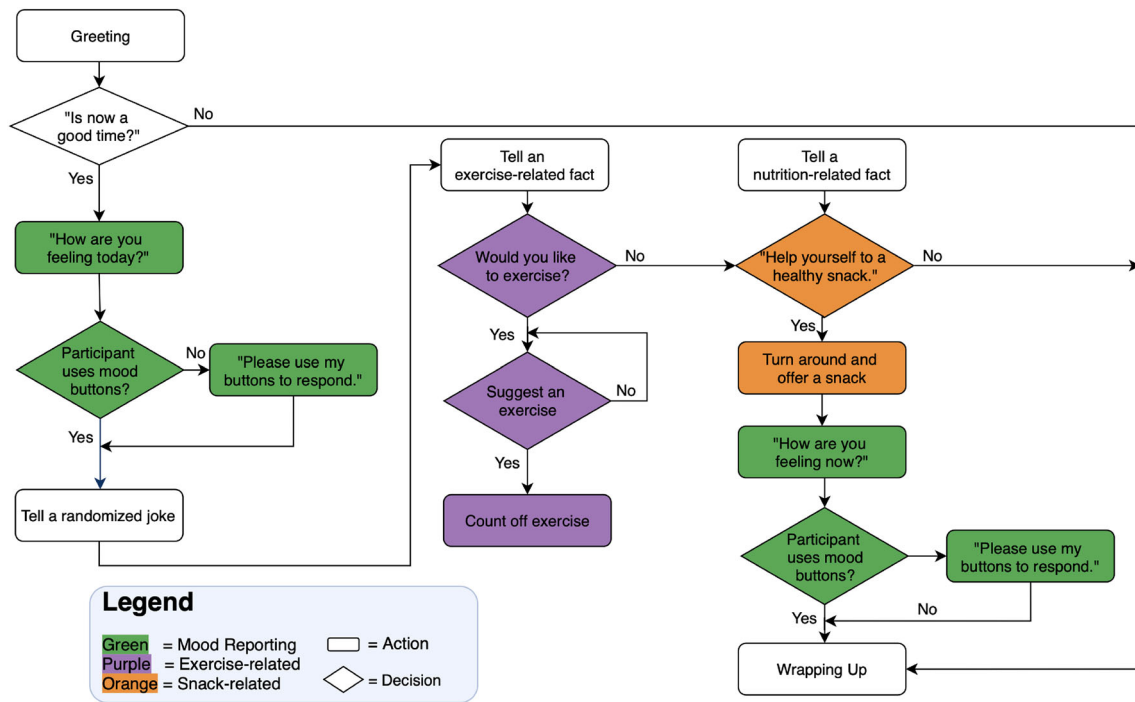 Greeting
"Is now a
good time?"
No
Yes
"How are you
feeling today?"
Participant
uses mood
buttons?
No
"Please use my
buttons to respond."
Yes
Tell a randomized joke
Tell an
exercise-related fact
Would you like
to exercise?
No
Yes
Suggest an
exercise
No
Yes
Count off exercise
Tell a
nutrition-related fact
"Help yourself to a
healthy snack."
No
Yes
Turn around and
offer a snack
"How are you
feeling now?"
Participant
uses mood
buttons?
"Please use my
buttons to respond."
No
Yes
Wrapping Up
Legend
Green = Mood Reporting
Purple = Exercise-related
Orange = Snack-related
= Action
= Decision